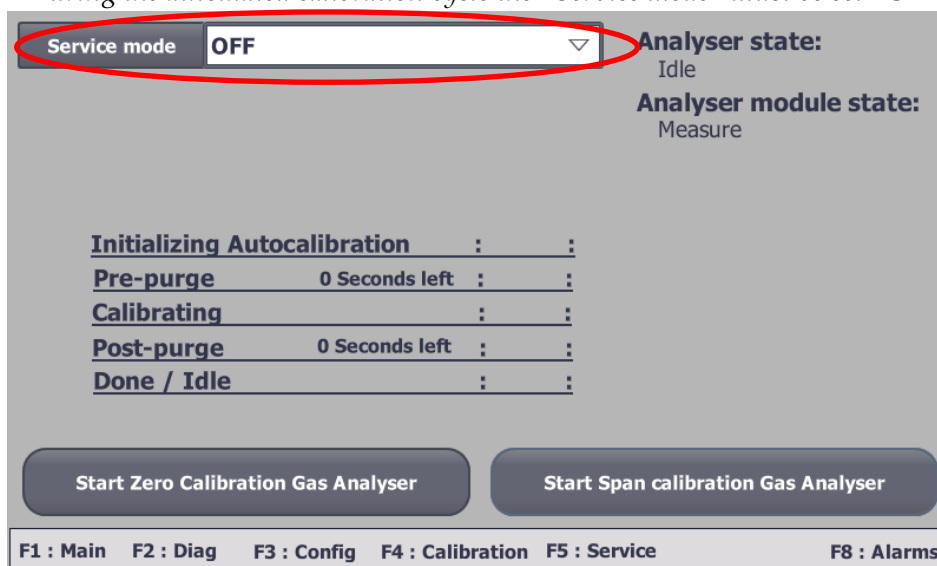 Service mode OFF
Analyser state:
Idle
Analyser module state:
Measure
Initializing Autocalibration : :
Pre-purge 0 Seconds left : :
Calibrating : :
Post-purge 0 Seconds left : :
Done / Idle : :
Start Zero Calibration Gas Analyser
Start Span calibration Gas Analyser
F1 : Main F2 : Diag F3 : Config F4 : Calibration F5 : Service F8 : Alarms